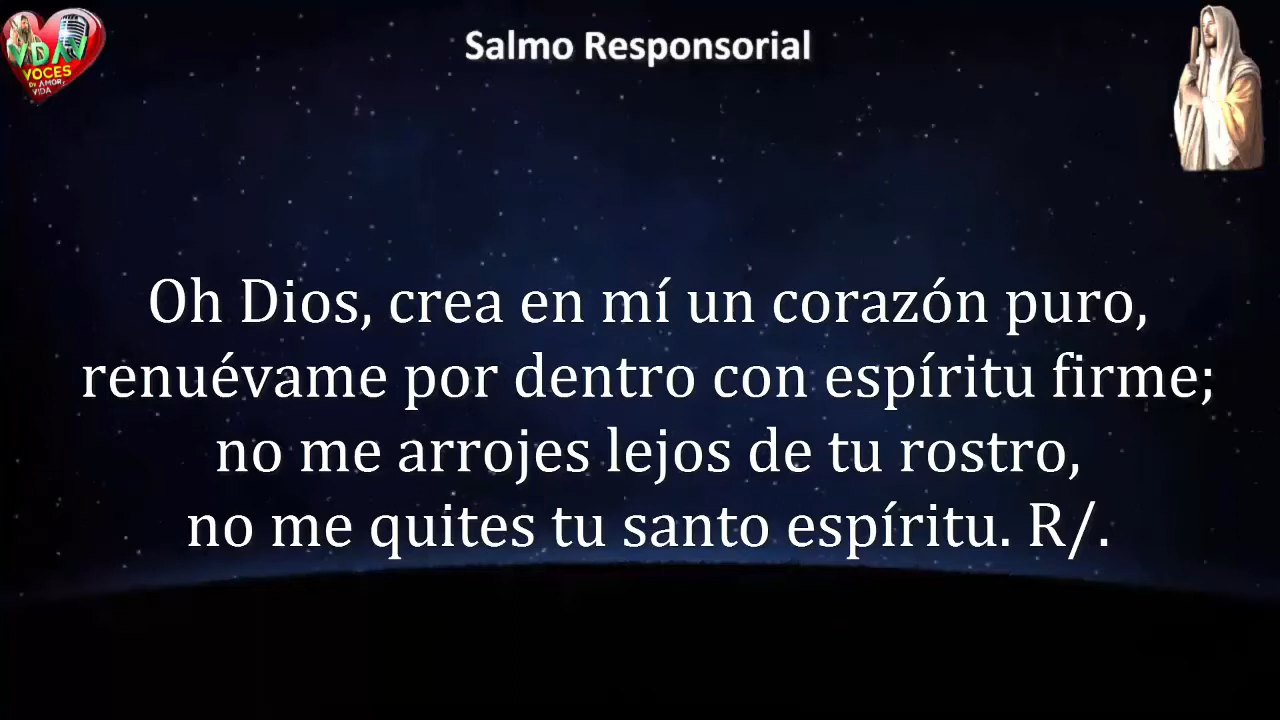 Salmo Responsorial
VDAV
VOCES
DE AMOR Y
VIDA
Oh Dios, crea en mí un corazón puro,
renuévame por dentro con espíritu firme;
no me arrojes lejos de tu rostro,
no me quites tu santo espíritu. R/.